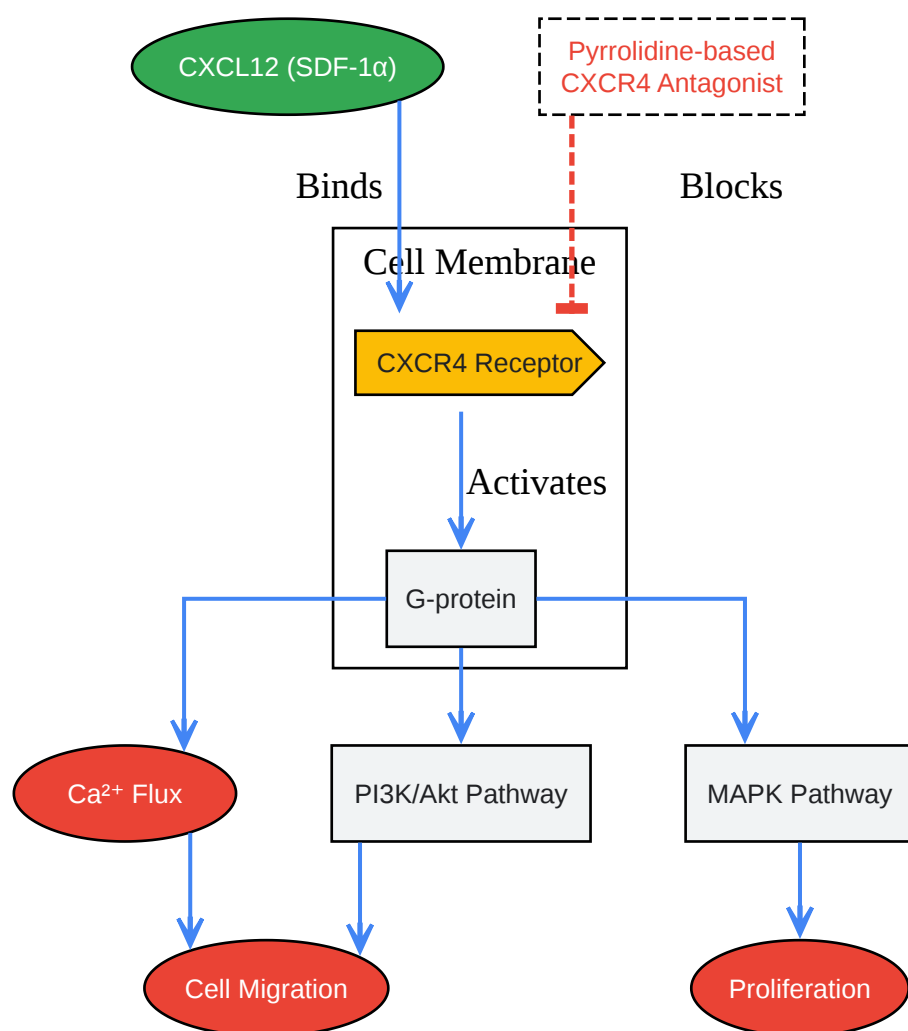 CXCL12 (SDF-1α)
Pyrrolidine-based
CXCR4 Antagonist
Binds
Blocks
Cell Membrane
CXCR4 Receptor
Activates
G-protein
Ca²⁺ Flux
PI3K/Akt Pathway
MAPK Pathway
Cell Migration
Proliferation